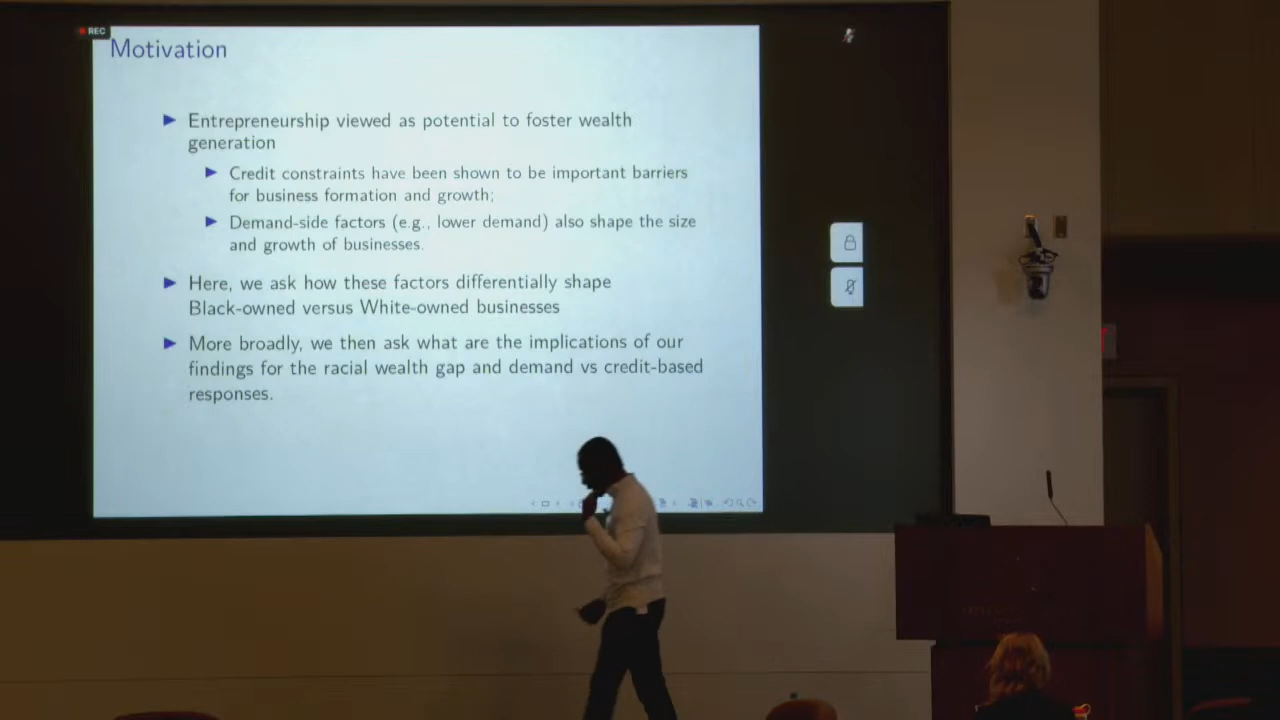 REC
Motivation
Entrepreneurship viewed as potential to foster wealth
generation
Credit constraints have been shown to be important barriers
for business formation and growth;
Demand-side factors (e.g., lower demand) also shape the size
and growth of businesses.
Here, we ask how these factors differentially shape
Black-owned versus White-owned businesses
More broadly, we then ask what are the implications of our
findings for the racial wealth gap and demand vs credit-based
responses.